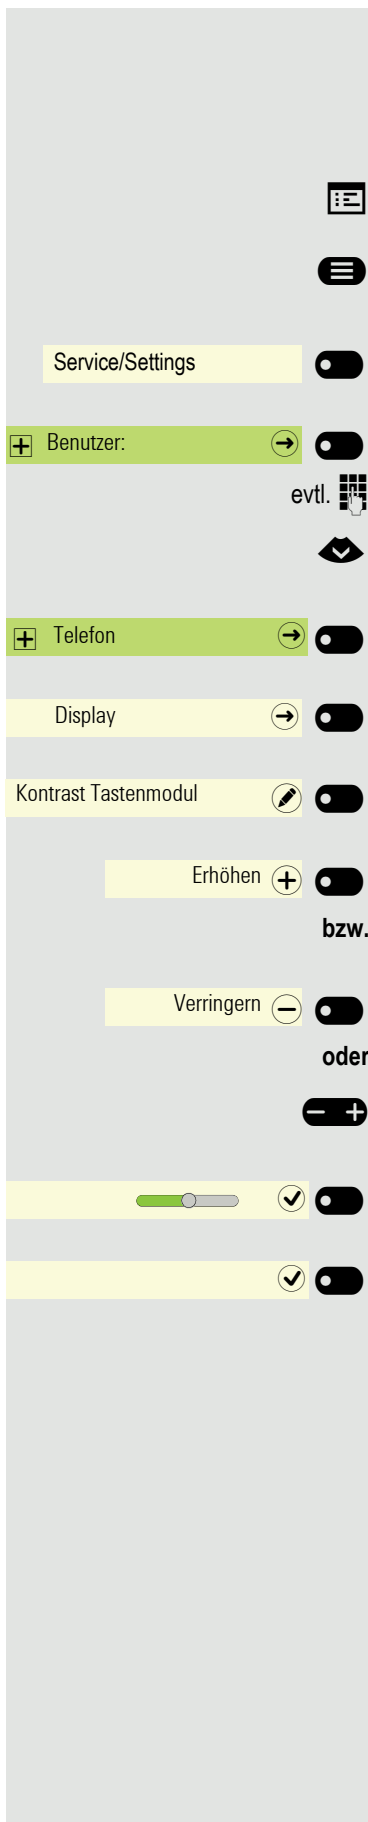 Service/Settings
Benutzer:
evtl.
Telefon
Display
Kontrast Tastenmodul
Erhöhen
bzw.
Verringern
oder